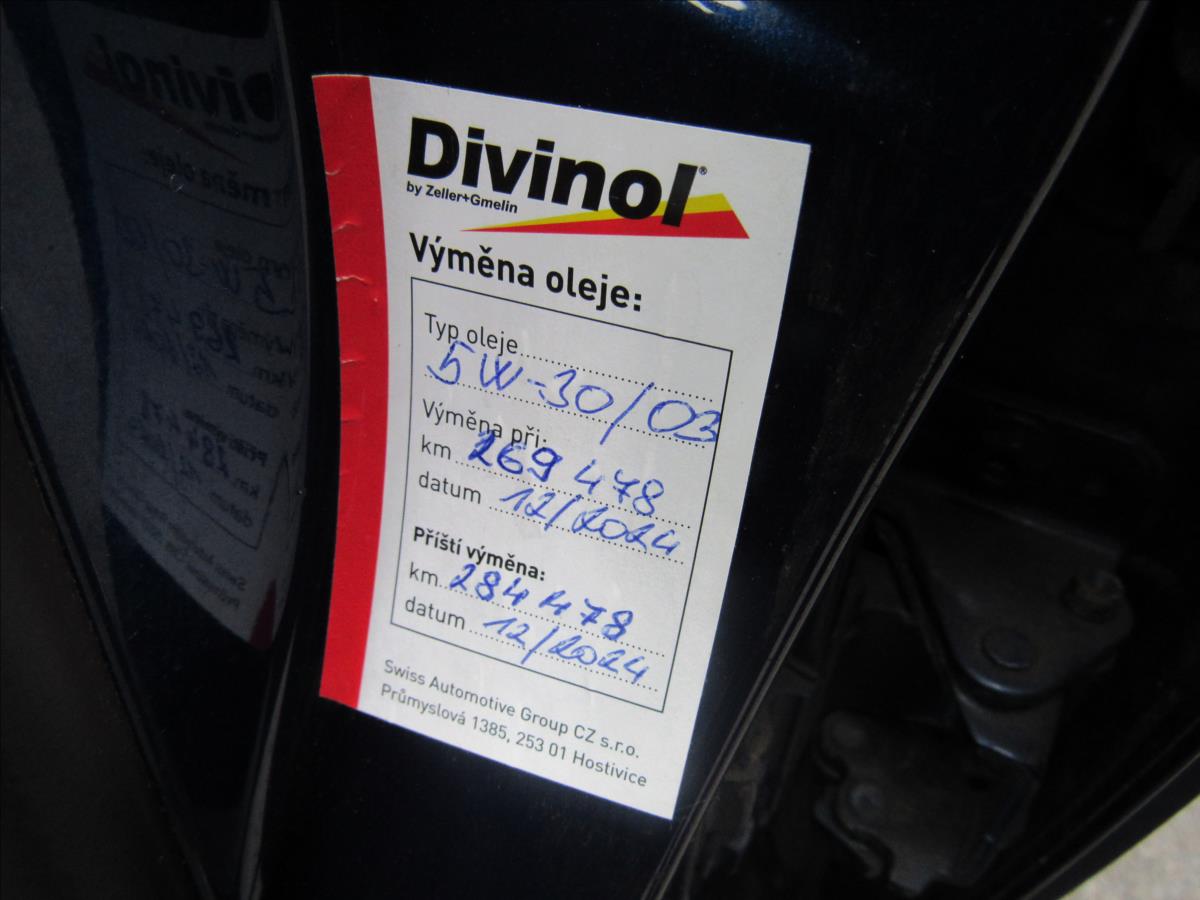 Divinol®
by Zeller+Gmelin
Výměna oleje:
Typ oleje
5W-30/03
Výměna při:
km 269 478
datum 12/2024
Příští výměna:
km 284 478
datum 12/2024
Swiss Automotive Group CZ s.r.o.
Průmyslová 1385, 253 01 Hostivice